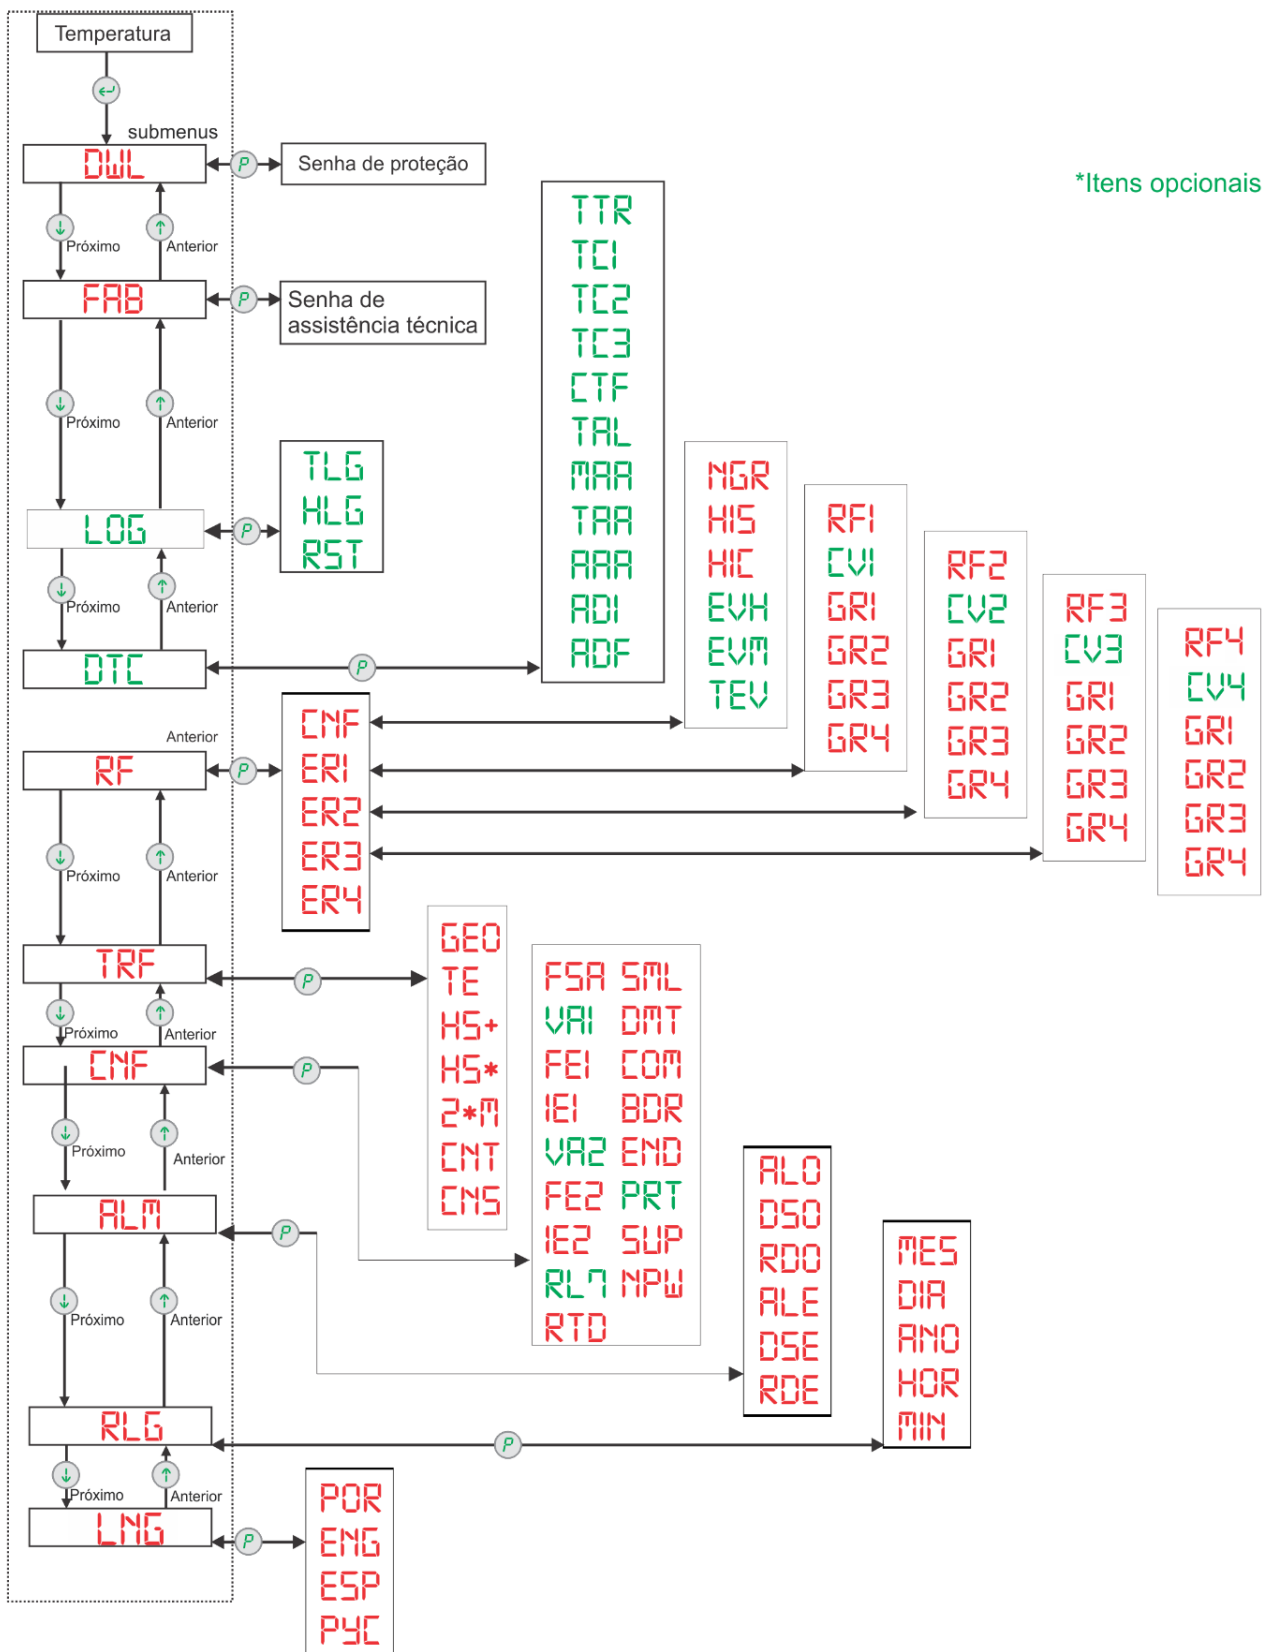 Temperatura
submenus
DWL
P
Senha de proteção
*Itens opcionais
Próximo
Anterior
FAB
P
Senha de
assistência técnica
Próximo
Anterior
LOG
P
TLG
HLG
RST
Próximo
Anterior
DTC
P
TTR
TC1
TC2
TC3
CTF
TAL
MAA
TAA
AAA
AD1
ADF
Anterior
RF
P
CNF
ER1
ER2
ER3
ER4
NGR
HIS
HIC
EVH
EVM
TEV
RF1
CV1
GR1
GR2
GR3
GR4
RF2
CV2
GR1
GR2
GR3
GR4
RF3
CV3
GR1
GR2
GR3
GR4
RF4
CV4
GR1
GR2
GR3
GR4
Próximo
Anterior
TRF
P
GEO
TE
HS+
HS*
2*M
CNT
CNS
Próximo
Anterior
CNF
P
FSA SML
VA1 DMT
FE1 COM
IE1 BDR
VA2 END
FE2 PRT
IE2 SUP
RL7 NPW
RTD
Próximo
Anterior
ALM
P
ALO
DSO
RDO
ALE
DSE
RDE
Próximo
Anterior
RLG
P
MES
DIA
ANO
HOR
MIN
Próximo
Anterior
LNG
P
POR
ENG
ESP
PYC